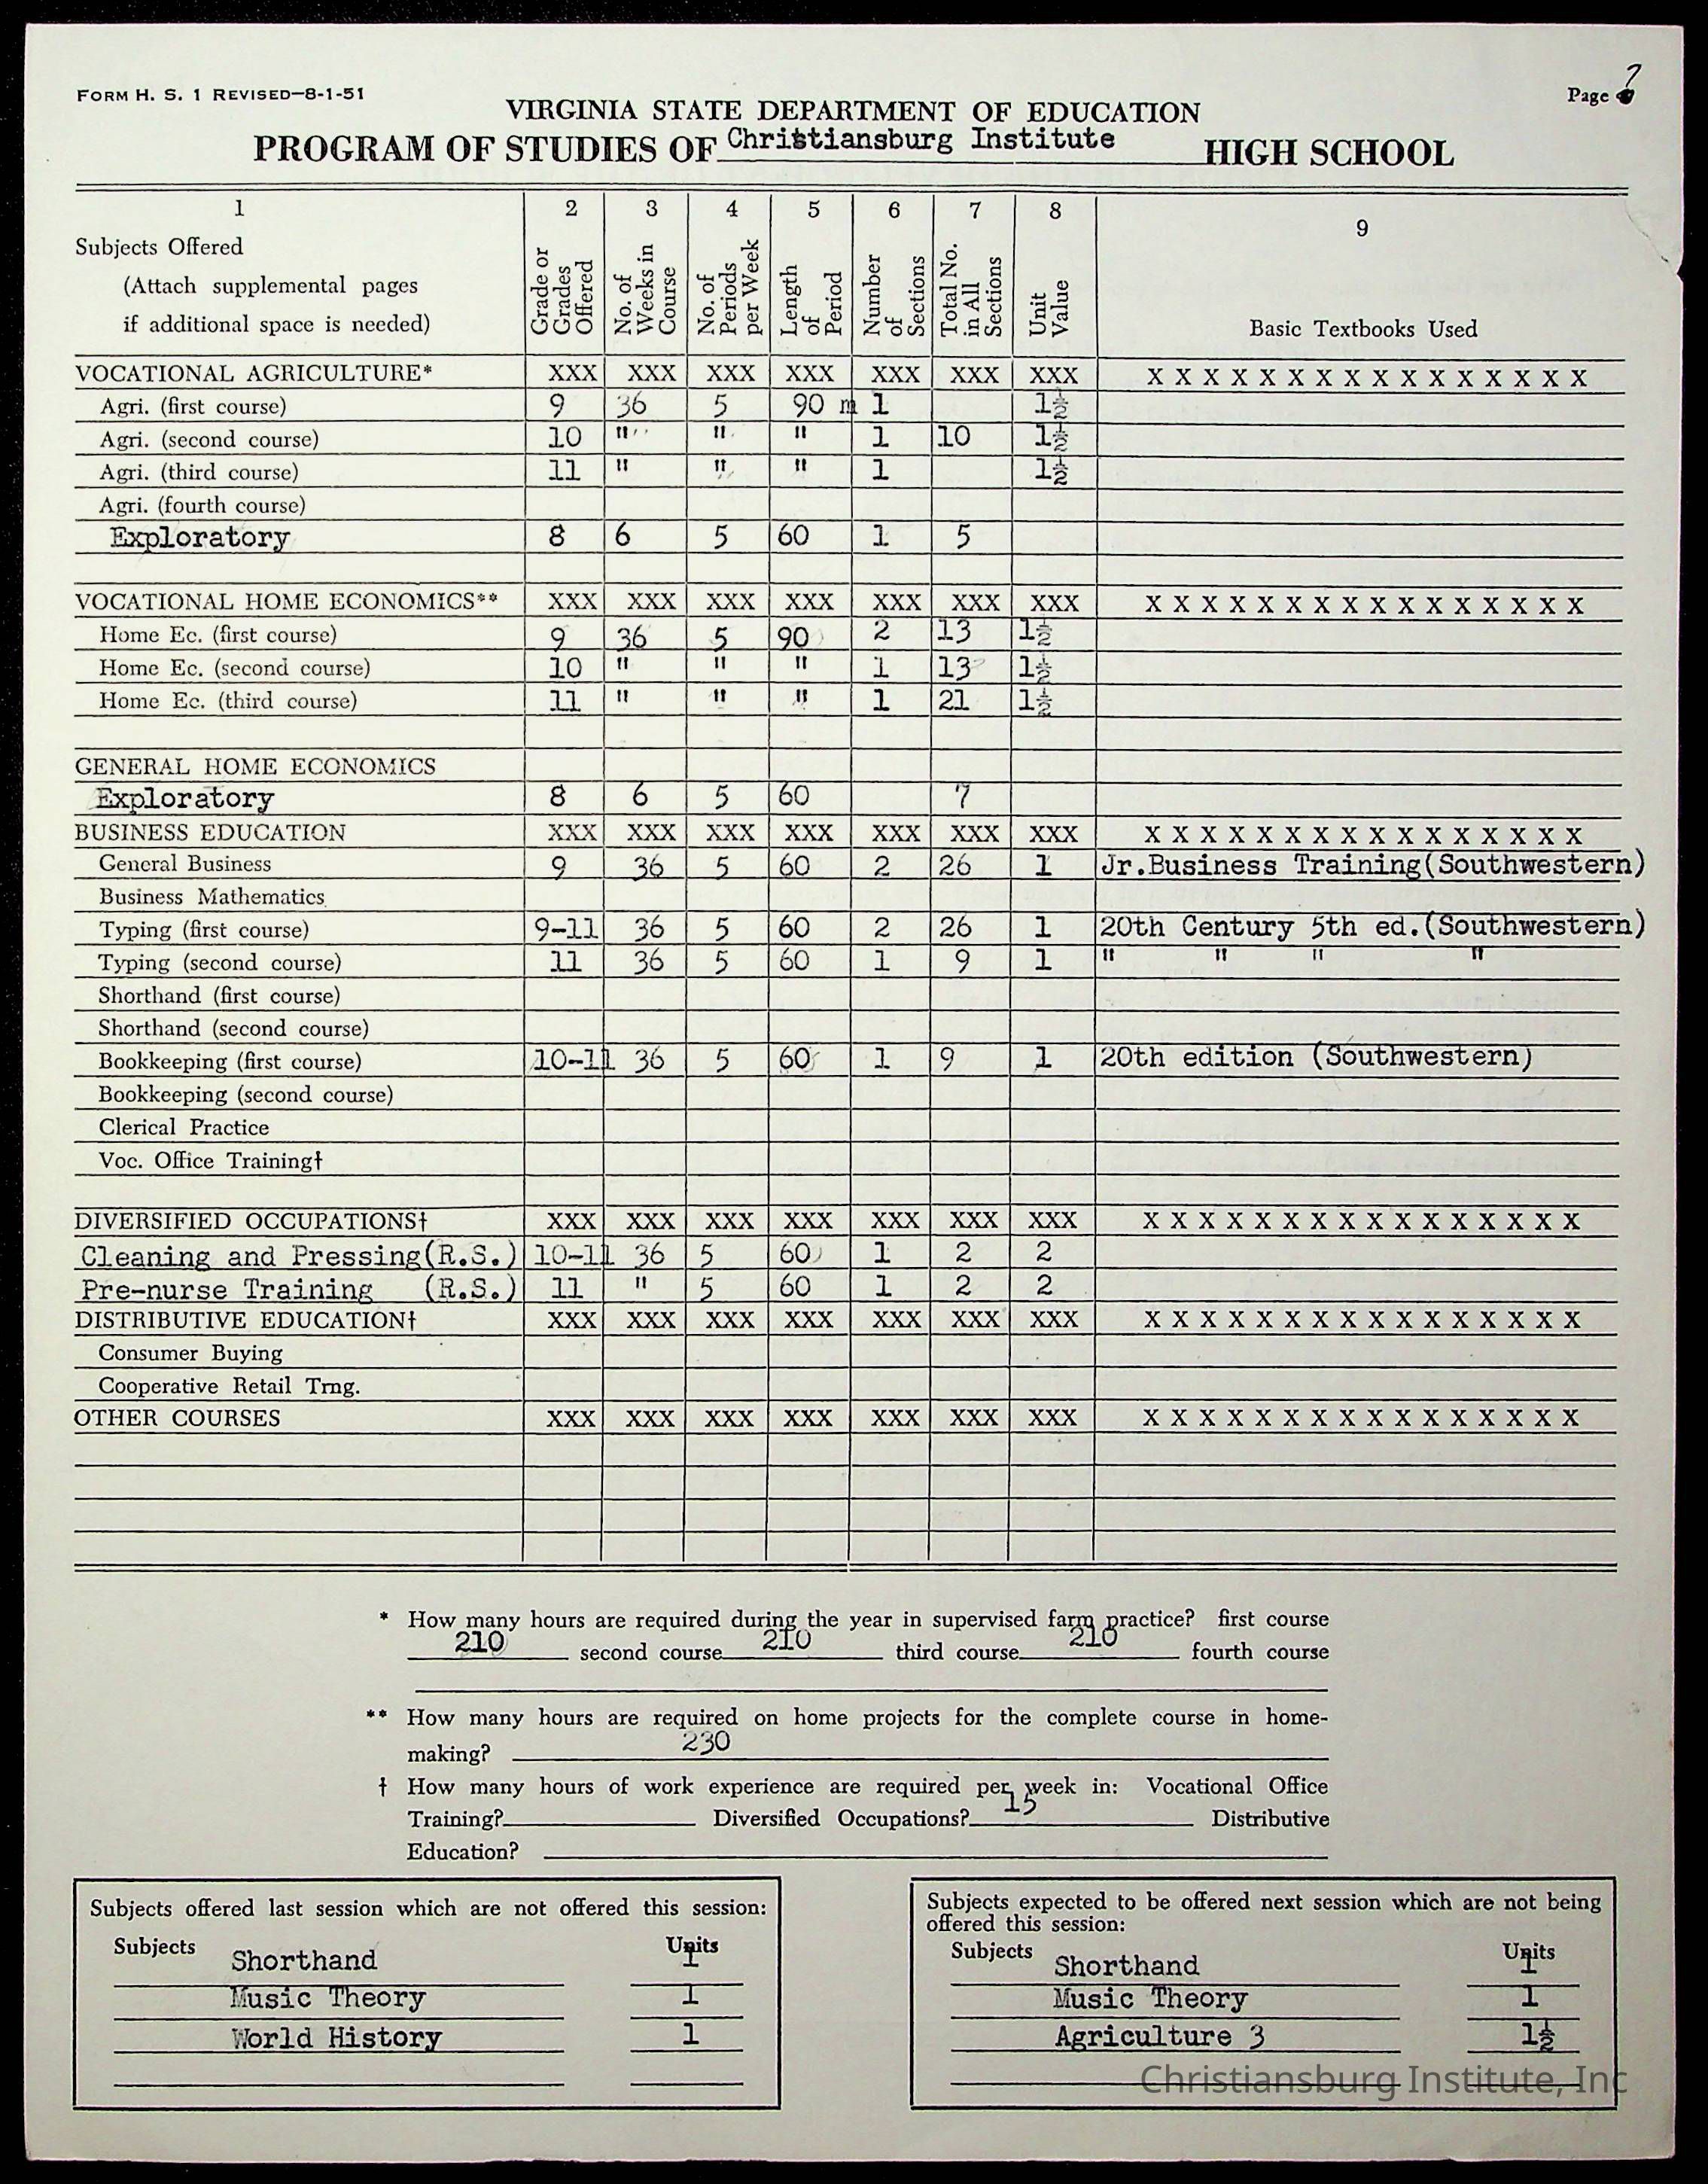 FORM H. S. 1 REVISED—8-1-51
Page 7
VIRGINIA STATE DEPARTMENT OF EDUCATION
PROGRAM OF STUDIES OF Christiansburg Institute HIGH SCHOOL
1 2 3 4 5 6 7 8 9
Subjects Offered
(Attach supplemental pages
if additional space is needed)
Grade or Grades Offered
No. of Weeks in Course
No. of Periods per Week
Length of Period
Number of Sections
Total No. in All Sections
Unit Value
Basic Textbooks Used
VOCATIONAL AGRICULTURE* XXX XXX XXX XXX XXX XXX XXX X X X X X X X X X X X X X X X X
Agri. (first course) 9 36 5 90 m 1 1½
Agri. (second course) 10 " " " 1 10 1½
Agri. (third course) 11 " " " 1 1½
Agri. (fourth course)
Exploratory 8 6 5 60 1 5
VOCATIONAL HOME ECONOMICS** XXX XXX XXX XXX XXX XXX XXX X X X X X X X X X X X X X X X X
Home Ec. (first course) 9 36 5 90 2 13 1½
Home Ec. (second course) 10 " " " 1 13 1½
Home Ec. (third course) 11 " " " 1 21 1½
GENERAL HOME ECONOMICS
Exploratory 8 6 5 60 7
BUSINESS EDUCATION XXX XXX XXX XXX XXX XXX XXX X X X X X X X X X X X X X X X X
General Business 9 36 5 60 2 26 1 Jr.Business Training(Southwestern)
Business Mathematics
Typing (first course) 9-11 36 5 60 2 26 1 20th Century 5th ed.(Southwestern)
Typing (second course) 11 36 5 60 1 9 1 " " " "
Shorthand (first course)
Shorthand (second course)
Bookkeeping (first course) 10-11 36 5 60 1 9 1 20th edition (Southwestern)
Bookkeeping (second course)
Clerical Practice
Voc. Office Training†
DIVERSIFIED OCCUPATIONS† XXX XXX XXX XXX XXX XXX XXX X X X X X X X X X X X X X X X X
Cleaning and Pressing(R.S.) 10-11 36 5 60 1 2 2
Pre-nurse Training (R.S.) 11 " 5 60 1 2 2
DISTRIBUTIVE EDUCATION† XXX XXX XXX XXX XXX XXX XXX X X X X X X X X X X X X X X X X
Consumer Buying
Cooperative Retail Trng.
OTHER COURSES XXX XXX XXX XXX XXX XXX XXX X X X X X X X X X X X X X X X X
* How many hours are required during the year in supervised farm practice? first course
210 second course 210 third course 210 fourth course
** How many hours are required on home projects for the complete course in home-
making? 230
† How many hours of work experience are required per week in: Vocational Office
Training? Diversified Occupations? 15 Distributive
Education?
Subjects offered last session which are not offered this session:
Subjects Units
Shorthand 1
Music Theory 1
World History 1
Subjects expected to be offered next session which are not being
offered this session:
Subjects Units
Shorthand 1
Music Theory 1
Agriculture 3 1½
Christiansburg Institute, Inc